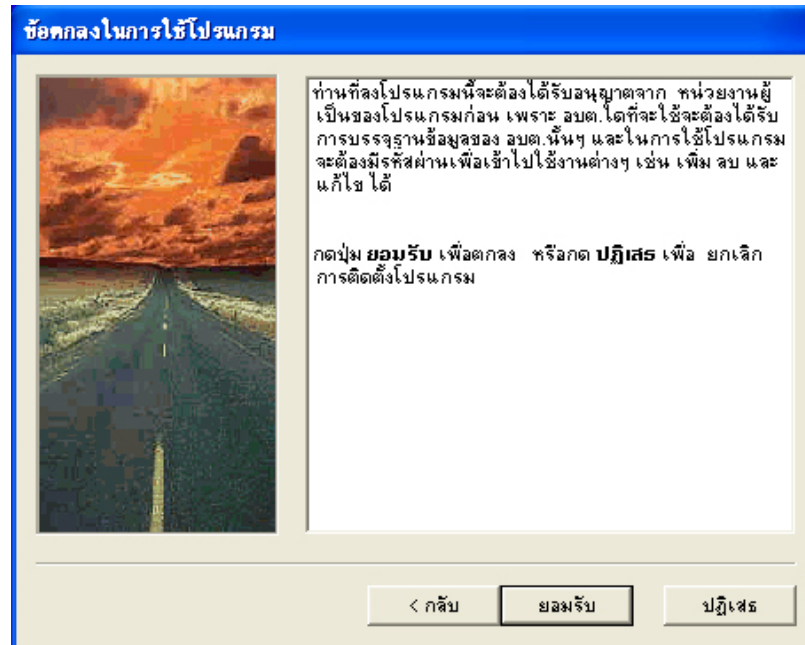 ข้อตกลงในการใช้โปรแกรม
ท่านที่ลงโปรแกรมนี้จะต้องได้รับอนุญาตจาก หน่วยงานผู้
เป็นของโปรแกรมก่อน เพราะ อบต.ใดที่จะใช้จะต้องได้รับ
การบรรจุฐานข้อมูลของ อบต.นั้นๆ และในการใช้โปรแกรม
จะต้องมีรหัสผ่านเพื่อเข้าไปใช้งานต่างๆ เช่น เพิ่ม ลบ และ
แก้ไข ได้
กดปุ่ม ยอมรับ เพื่อตกลง หรือกด ปฏิเสธ เพื่อ ยกเลิก
การติดตั้งโปรแกรม
< กลับ ยอมรับ ปฏิเสธ